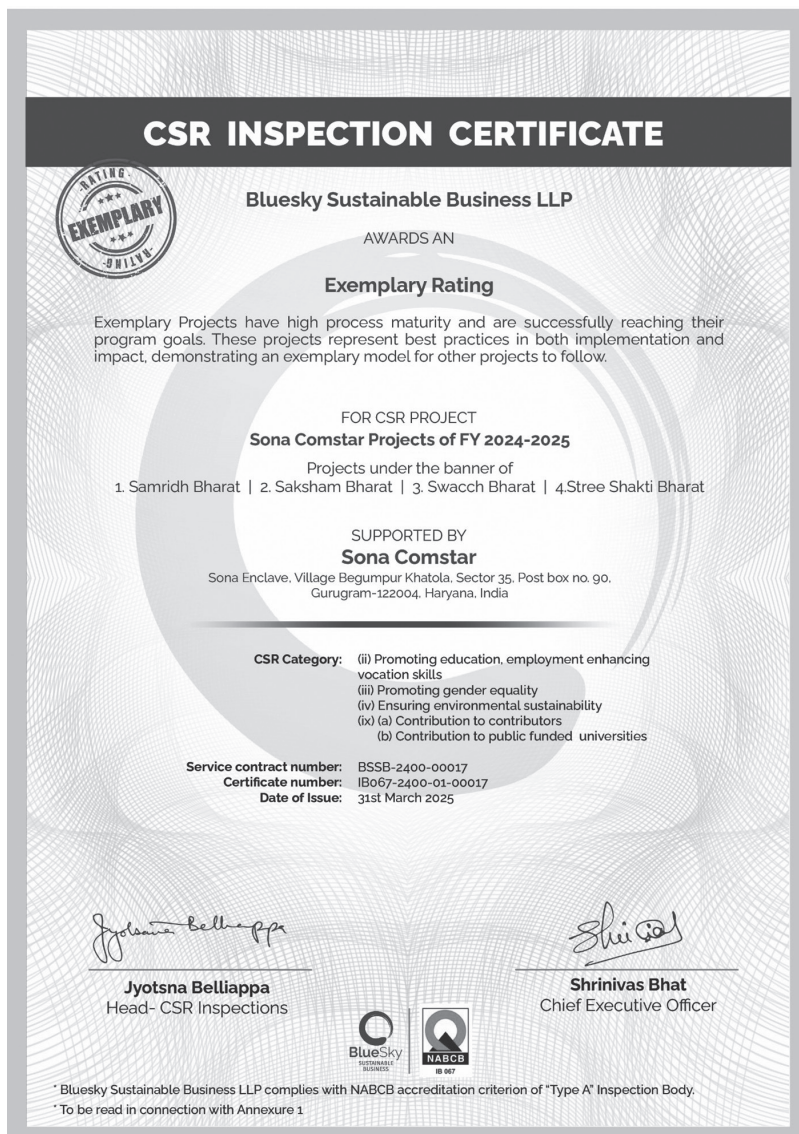 CSR INSPECTION CERTIFICATE
RATING
EXEMPLARY
RATING
Bluesky Sustainable Business LLP
AWARDS AN
Exemplary Rating
Exemplary Projects have high process maturity and are successfully reaching their
program goals. These projects represent best practices in both implementation and
impact, demonstrating an exemplary model for other projects to follow.
FOR CSR PROJECT
Sona Comstar Projects of FY 2024-2025
Projects under the banner of
1. Samridh Bharat | 2. Saksham Bharat | 3. Swacch Bharat | 4.Stree Shakti Bharat
SUPPORTED BY
Sona Comstar
Sona Enclave, Village Begumpur Khatola, Sector 35, Post box no. 90,
Gurugram-122004, Haryana, India
CSR Category: (ii) Promoting education, employment enhancing
vocation skills
(iii) Promoting gender equality
(iv) Ensuring environmental sustainability
(ix) (a) Contribution to contributors
(b) Contribution to public funded universities
Service contract number: BSSB-2400-00017
Certificate number: IB067-2400-01-00017
Date of Issue: 31st March 2025
Jyotsna Belliappa
Shri
Jyotsna Belliappa
Head- CSR Inspections
Shrinivas Bhat
Chief Executive Officer
BlueSky
SUSTAINABLE
BUSINESS
NABCB
IB 067
* Bluesky Sustainable Business LLP complies with NABCB accreditation criterion of “Type A” Inspection Body.
* To be read in connection with Annexure 1